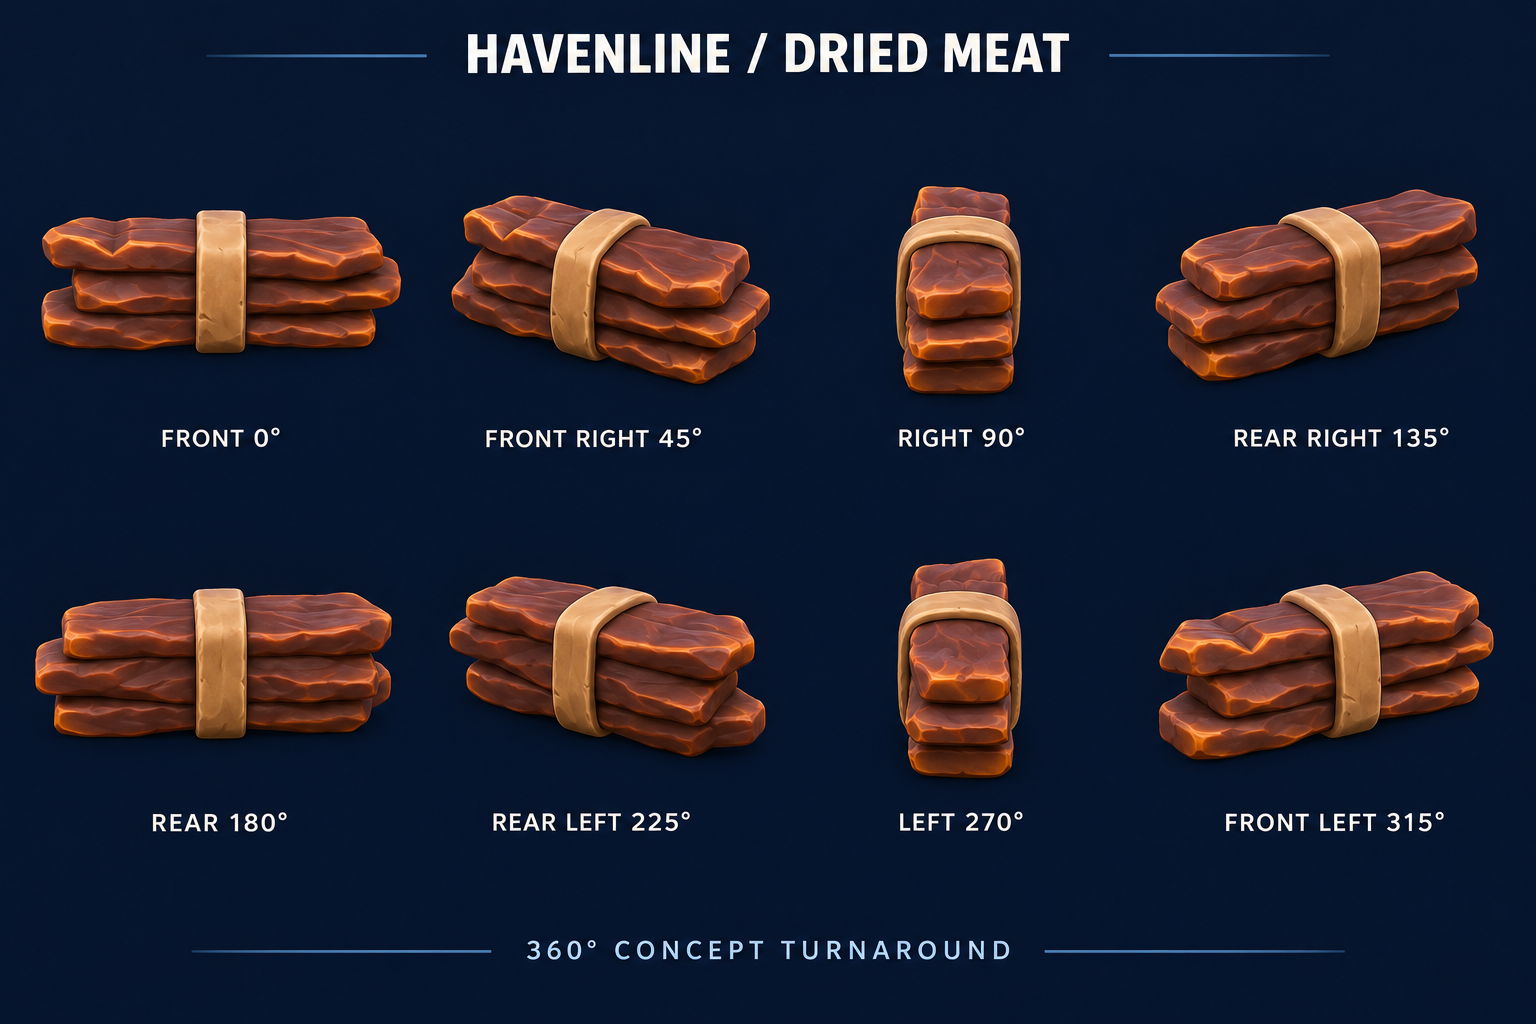 HAVENLINE / DRIED MEAT
FRONT 0°
FRONT RIGHT 45°
RIGHT 90°
REAR RIGHT 135°
REAR 180°
REAR LEFT 225°
LEFT 270°
FRONT LEFT 315°
360° CONCEPT TURNAROUND